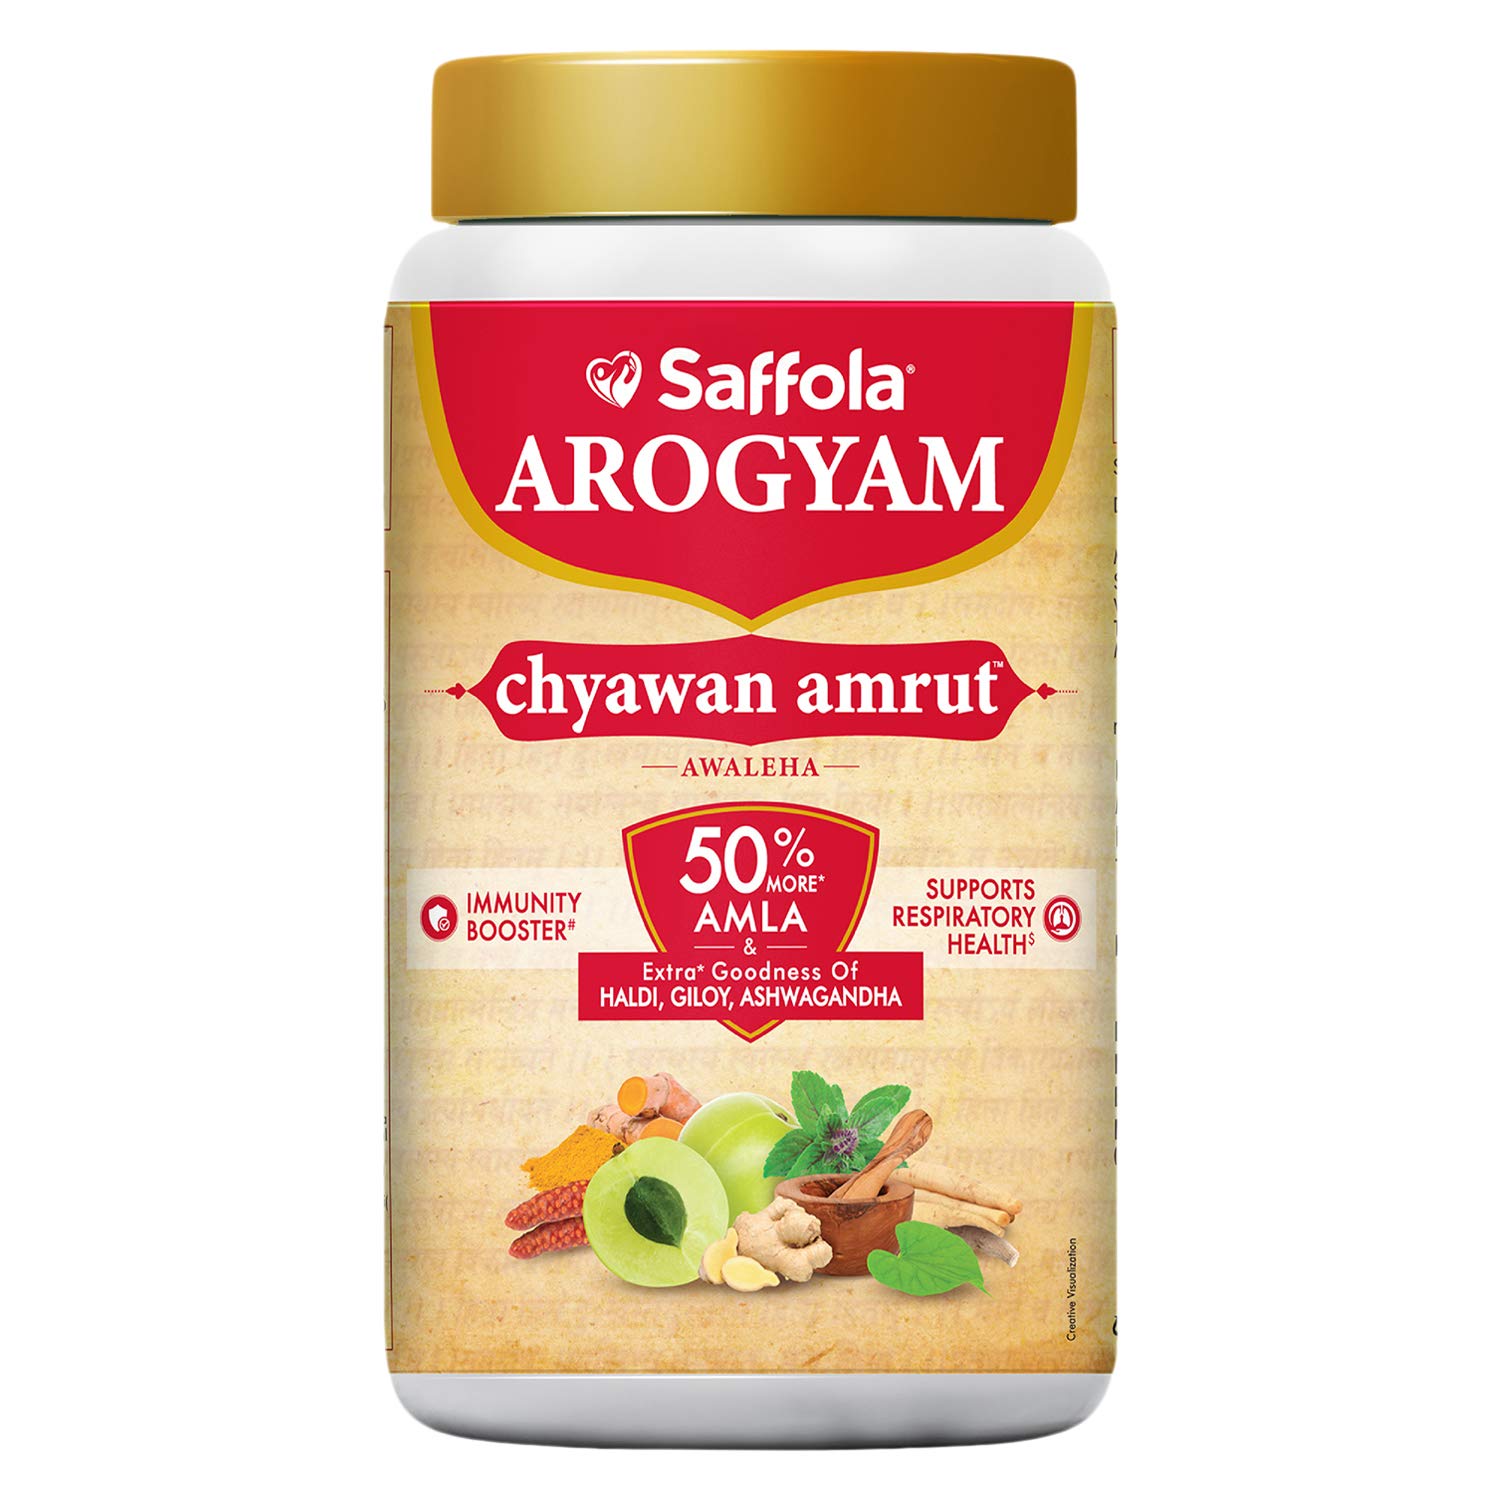 Saffola®
AROGYAM
chyawan amrut™
AWALEHA
50% MORE*
AMLA
&
Extra* Goodness Of
HALDI, GILOY, ASHWAGANDHA
IMMUNITY
BOOSTER#
SUPPORTS
RESPIRATORY
HEALTH$
Creative Visualization